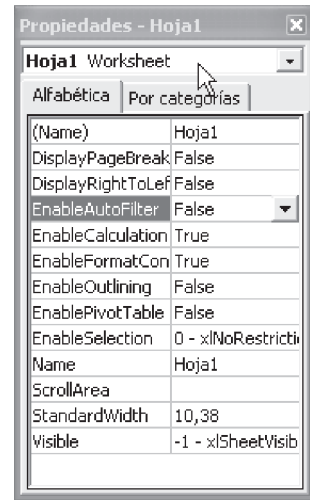 Propiedades - Hoja1
Hoja1 Worksheet
Alfabética Por categorías
(Name) Hoja1
DisplayPageBreak False
DisplayRightToLef False
EnableAutoFilter False
EnableCalculation True
EnableFormatCon True
EnableOutlining False
EnablePivotTable False
EnableSelection 0 - xlNoRestricti
Name Hoja1
ScrollArea
StandardWidth 10,38
Visible -1 - xlSheetVisib